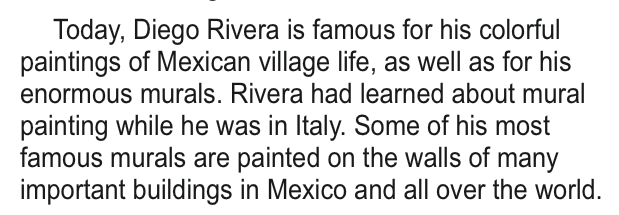 Today, Diego Rivera is famous for his colorful
paintings of Mexican village life, as well as for his
enormous murals. Rivera had learned about mural
painting while he was in Italy. Some of his most
famous murals are painted on the walls of many
important buildings in Mexico and all over the world.